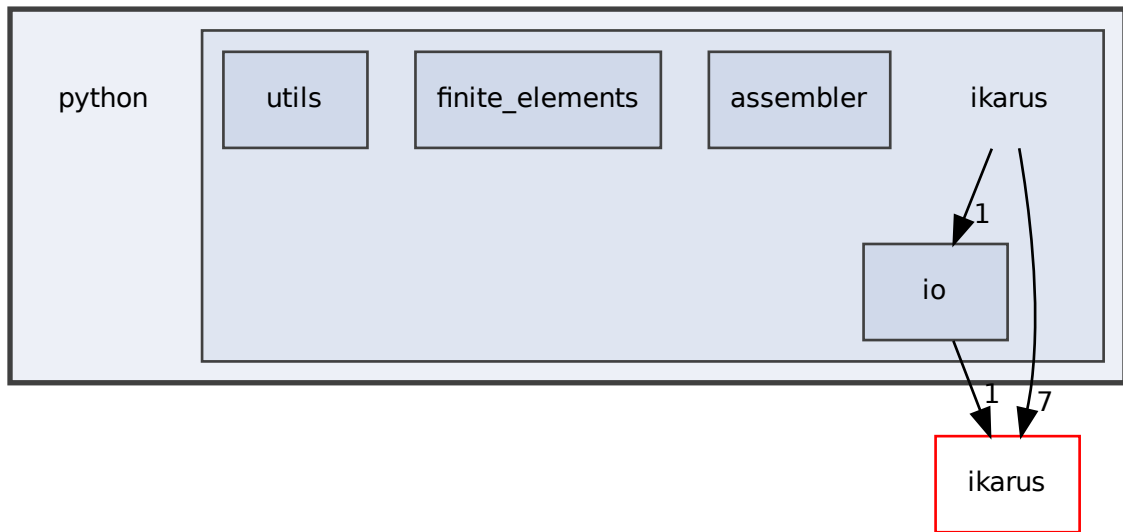 python
utils
finite_elements
assembler
ikarus
1
io
1
7
ikarus